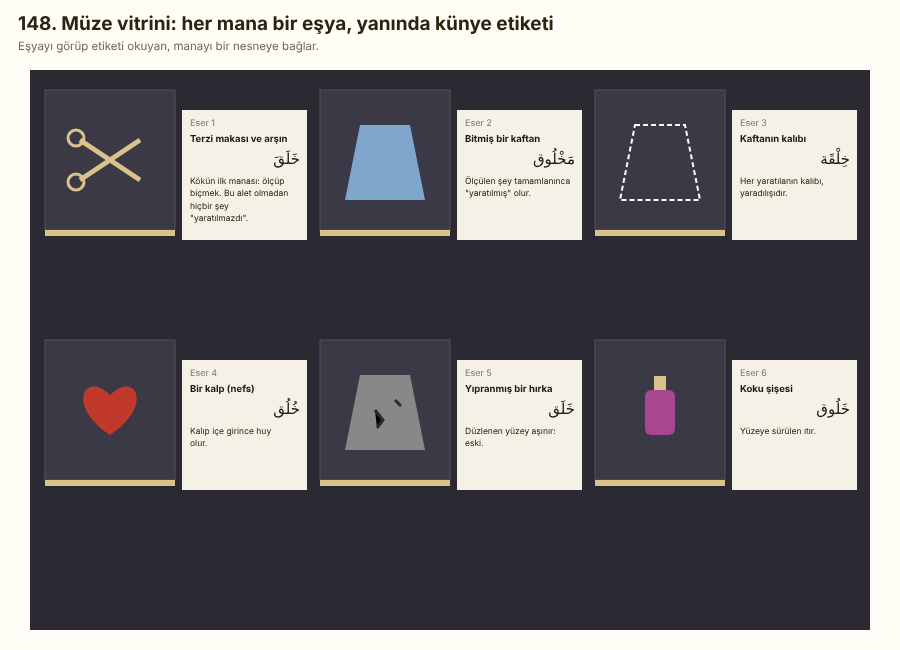 148. Müze vitrini: her mana bir eşya, yanında künye etiketi
Eşyayı görüp etiketi okuyan, manayı bir nesneye bağlar.
Eser 1
Terzi makası ve arşın
خَلَقَ
Kökün ilk manası: ölçüp
biçmek. Bu alet olmadan
hiçbir şey
"yaratılmazdı".
Eser 2
Bitmiş bir kaftan
مَخْلُوق
Ölçülen şey tamamlanınca
"yaratılmış" olur.
Eser 3
Kaftanın kalıbı
خِلْقَة
Her yaratılanın kalıbı,
yaradılışıdır.
Eser 4
Bir kalp (nefs)
خُلُق
Kalıp içe girince huy
olur.
Eser 5
Yıpranmış bir hırka
خَلَق
Düzlenen yüzey aşınır:
eski.
Eser 6
Koku şişesi
خَلُوق
Yüzeye sürülen ıtır.